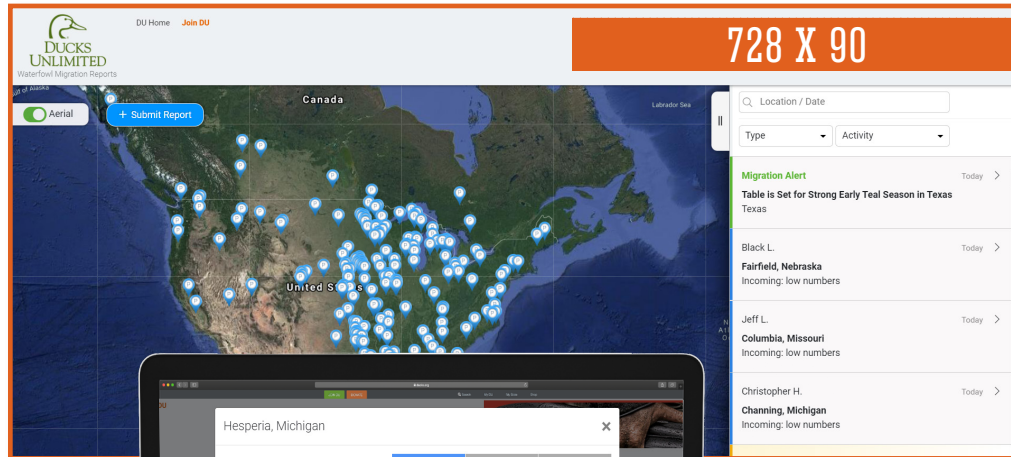 DU Home Join DU
DUCKS
UNLIMITED
Waterfowl Migration Reports
728 X 90
Gulf of Alaska
Canada
Labrador Sea
Aerial
+ Submit Report
United States
Location / Date
Type
Activity
Migration Alert Today
Table is Set for Strong Early Teal Season in Texas
Texas
Black L. Today
Fairfield, Nebraska
Incoming: low numbers
Jeff L. Today
Columbia, Missouri
Incoming: low numbers
Christopher H. Today
Channing, Michigan
Incoming: low numbers
Hesperia, Michigan